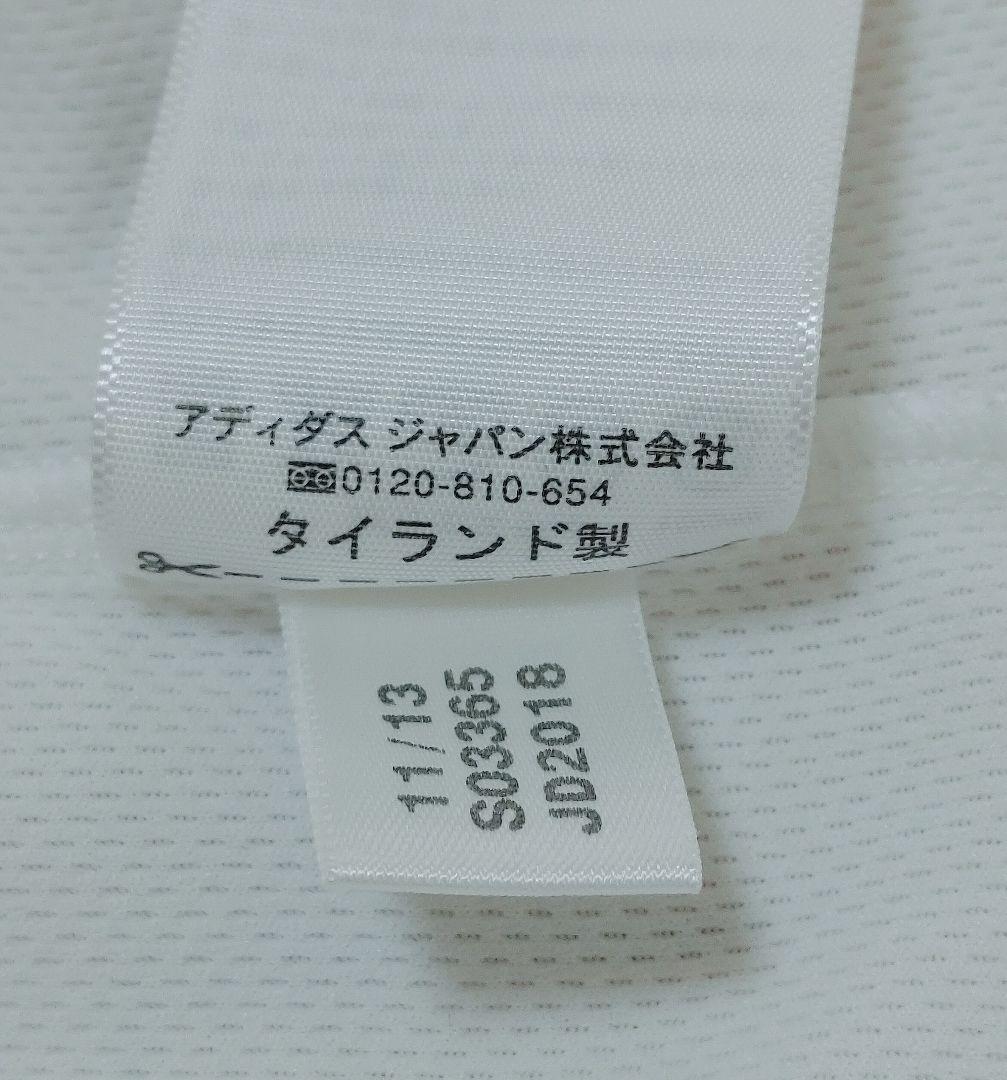 アディダス ジャパン株式会社
0120-810-654
タイランド製
11/13
S03365
JD2018